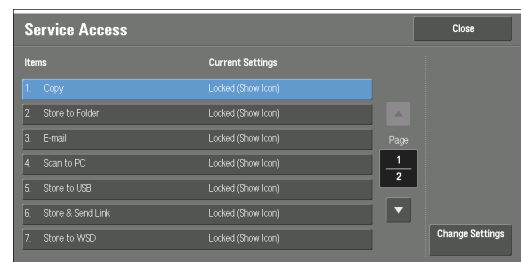 Service Access
Close
Items Current Settings
1. Copy Locked (Show Icon)
2. Store to Folder Locked (Show Icon)
3. E-mail Locked (Show Icon)
4. Scan to PC Locked (Show Icon)
5. Store to USB Locked (Show Icon)
6. Store & Send Link Locked (Show Icon)
7. Store to WSD Locked (Show Icon)
Page
1
2
Change Settings